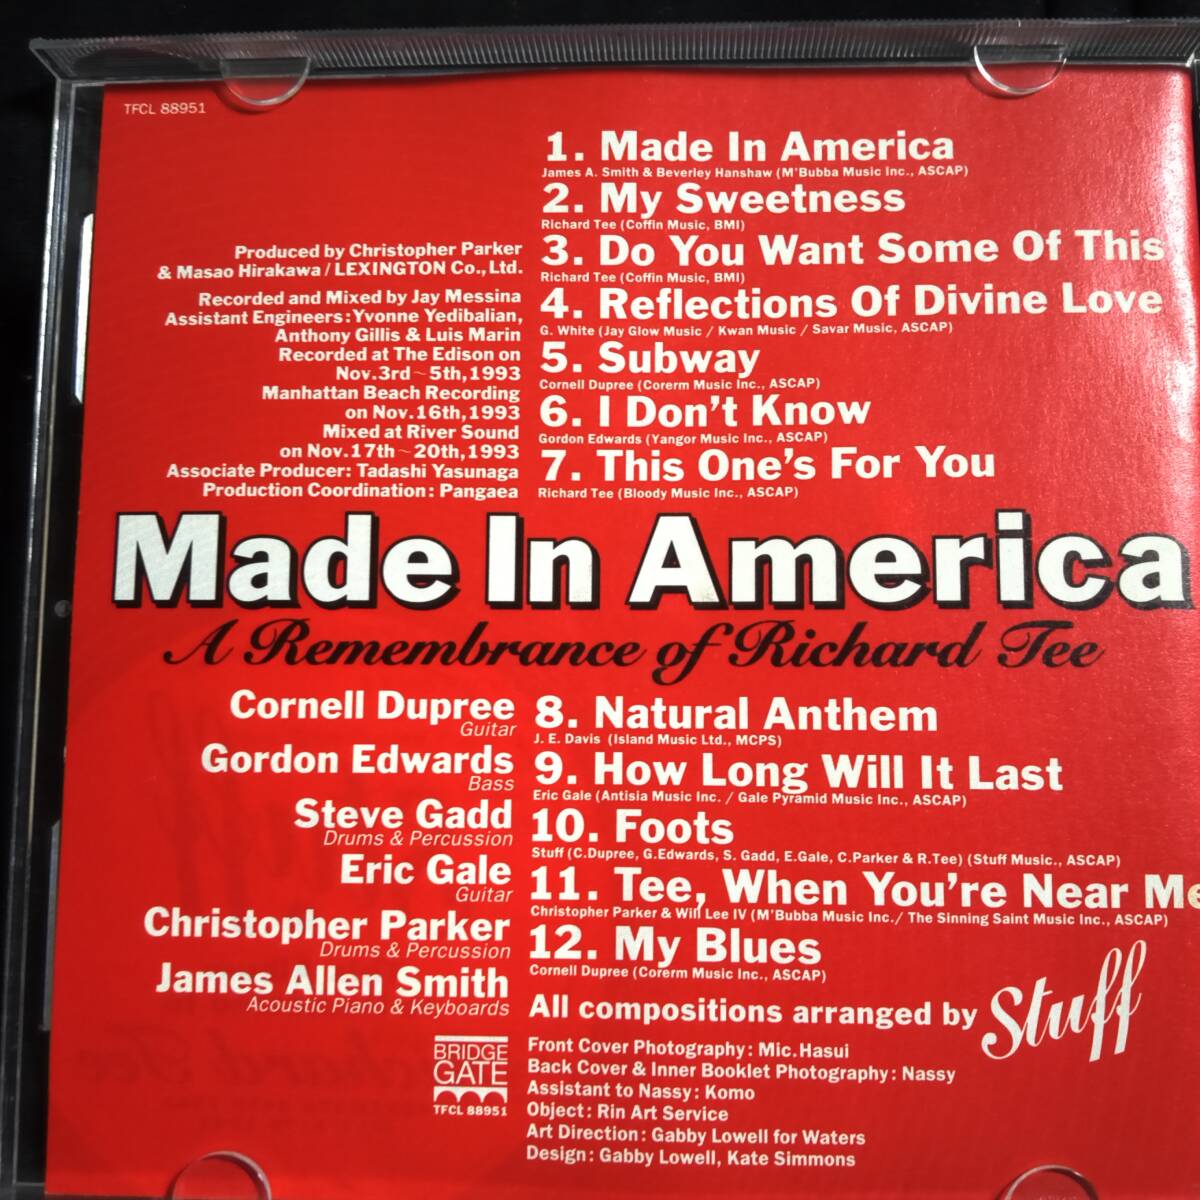 TFCL 88951
1. Made In America
James A. Smith & Beverley Hanshaw (M'Bubba Music Inc., ASCAP)
2. My Sweetness
Richard Tee (Coffin Music, BMI)
3. Do You Want Some Of This
Richard Tee (Coffin Music, BMI)
4. Reflections Of Divine Love
G. White (Jay Glow Music / Kwan Music / Savar Music, ASCAP)
5. Subway
Cornell Dupree (Corerm Music Inc., ASCAP)
6. I Don't Know
Gordon Edwards (Yangor Music Inc., ASCAP)
7. This One's For You
Richard Tee (Bloody Music Inc., ASCAP)
Produced by Christopher Parker
& Masao Hirakawa / LEXINGTON Co., Ltd.
Recorded and Mixed by Jay Messina
Assistant Engineers: Yvonne Yedibalian,
Anthony Gillis & Luis Marin
Recorded at The Edison on
Nov.3rd~5th,1993
Manhattan Beach Recording
on Nov.16th,1993
Mixed at River Sound
on Nov.17th~20th,1993
Associate Producer: Tadashi Yasunaga
Production Coordination: Pangaea
Made In America
A Remembrance of Richard Tee
Cornell Dupree
Guitar
Gordon Edwards
Bass
Steve Gadd
Drums & Percussion
Eric Gale
Guitar
Christopher Parker
Drums & Percussion
James Allen Smith
Acoustic Piano & Keyboards
8. Natural Anthem
J. E. Davis (Island Music Ltd., MCPS)
9. How Long Will It Last
Eric Gale (Antisia Music Inc. / Gale Pyramid Music Inc., ASCAP)
10. Foots
Stuff (C.Dupree, G.Edwards, S. Gadd, E.Gale, C.Parker & R.Tee) (Stuff Music., ASCAP)
11. Tee, When You're Near Me
Christopher Parker & Will Lee IV (M'Bubba Music Inc./ The Sinning Saint Music Inc., ASCAP)
12. My Blues
Cornell Dupree (Corerm Music Inc., ASCAP)
All compositions arranged by Stuff
BRIDGE
GATE
TFCL 88951
Front Cover Photography: Mic.Hasui
Back Cover & Inner Booklet Photography: Nassy
Assistant to Nassy: Komo
Object: Rin Art Service
Art Direction: Gabby Lowell for Waters
Design: Gabby Lowell, Kate Simmons